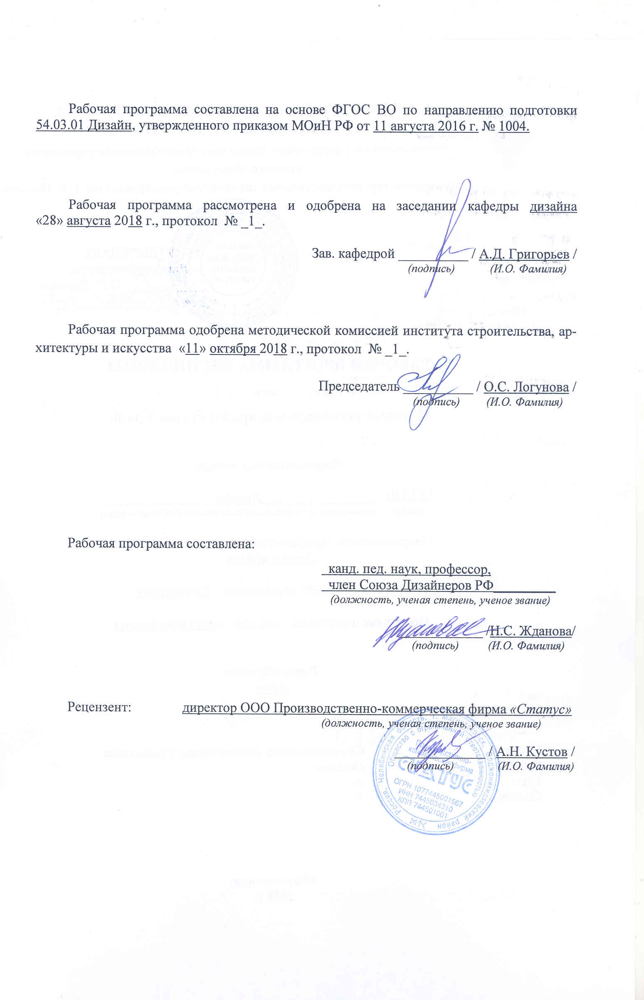 Рабочая программа составлена на основе ФГОС ВО по направлению подготовки
54.03.01 Дизайн, утвержденного приказом МОиН РФ от 11 августа 2016 г. № 1004.
Рабочая программа рассмотрена и одобрена на заседании кафедры дизайна
«28» августа 2018 г., протокол № _1_.
Зав. кафедрой __________ / А.Д. Григорьев /
(подпись) (И.О. Фамилия)
Рабочая программа одобрена методической комиссией института строительства, ар-
хитектуры и искусства «11» октября 2018 г., протокол № _1_.
Председатель __________ / О.С. Логунова /
(подпись) (И.О. Фамилия)
Рабочая программа составлена:
канд. пед. наук, профессор,
член Союза Дизайнеров РФ_________
(должность, ученая степень, ученое звание)
____________ /Н.С. Жданова/
(подпись) (И.О. Фамилия)
Рецензент: директор ООО Производственно-коммерческая фирма «Статус»
(должность, ученая степень, ученое звание)
_____________ / А.Н. Кустов /
(подпись) (И.О. Фамилия)
Россия, Челябинская область, г. Магнитогорск, Орджоникидзевский район
Общество с ограниченной ответственностью
Производственно-
коммерческая фирма
СТАТУС
ОГРН 1077445001567
ИНН 7445034310
КПП 744501001